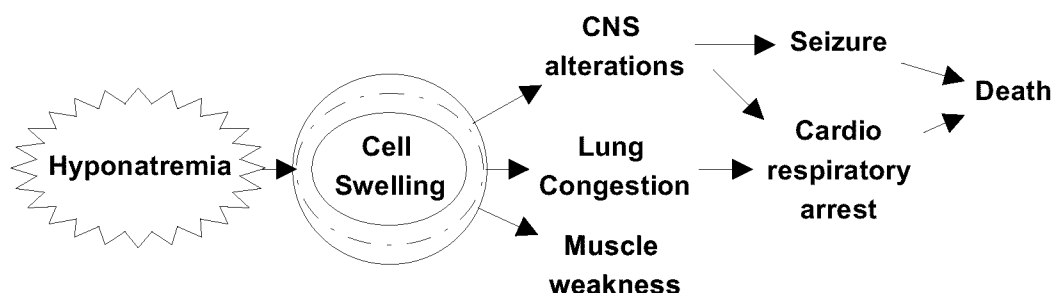 Hyponatremia
Cell
Swelling
CNS
alterations
Lung
Congestion
Muscle
weakness
Seizure
Cardio
respiratory
arrest
Death